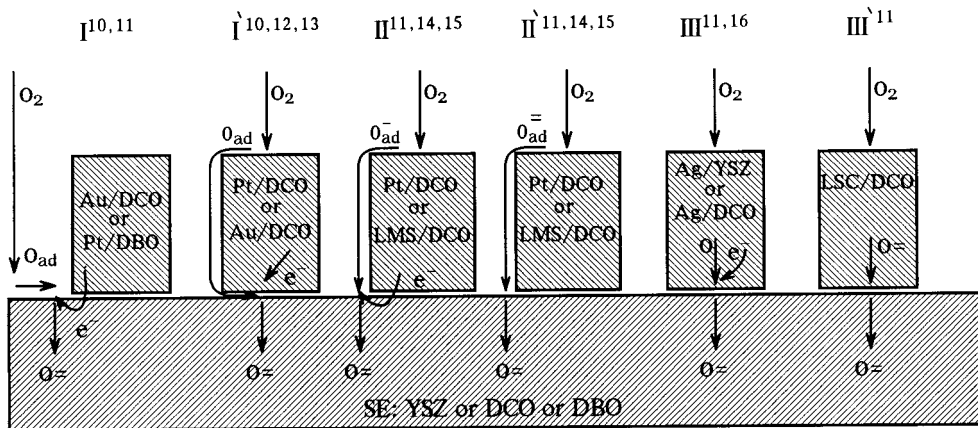 I10,11 I`10,12,13 II11,14,15 II`11,14,15 III11,16 III`11
O2 O2 O2 O2 O2 O2
Oad O-ad O=ad
Au/DCO
or
Pt/DBO
Pt/DCO
or
Au/DCO
Pt/DCO
or
LMS/DCO
Pt/DCO
or
LMS/DCO
Ag/YSZ
or
Ag/DCO
LSC/DCO
Oad
e-
e-
e-
O
e-
O=
O= O= O= O= O= O=
SE: YSZ or DCO or DBO